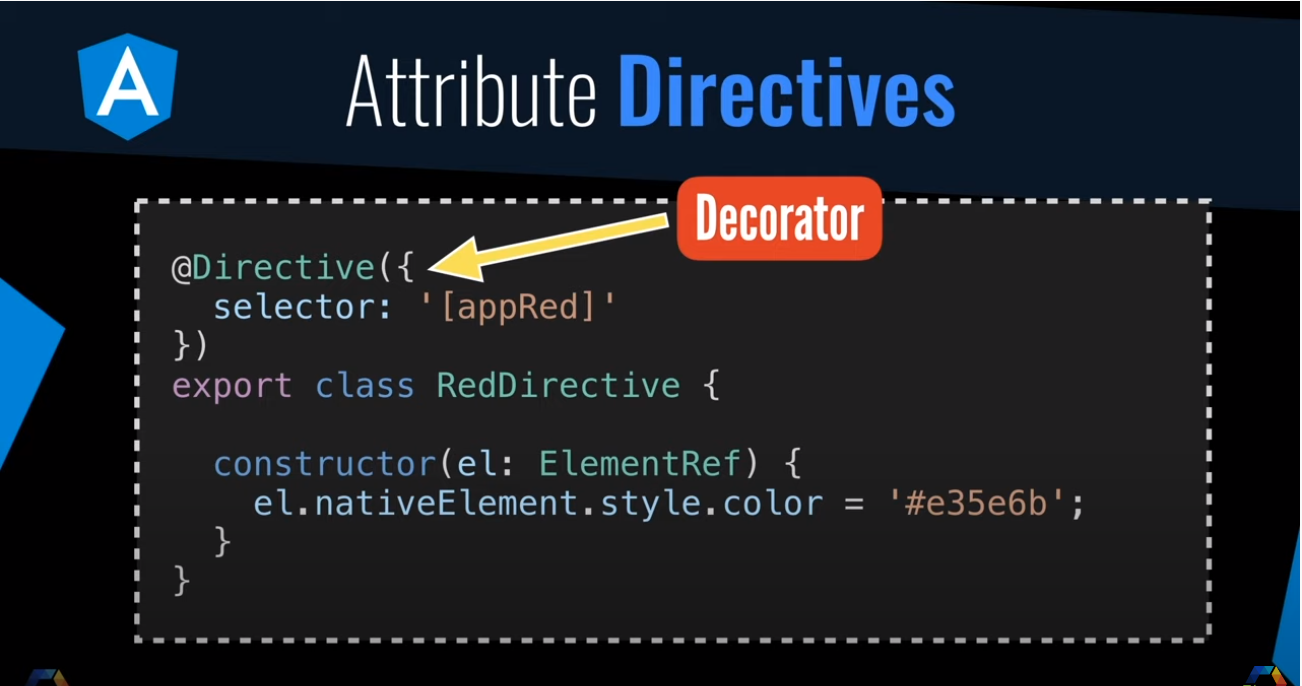 A
Attribute Directives
Decorator
@Directive({
  selector: '[appRed]'
})
export class RedDirective {

  constructor(el: ElementRef) {
    el.nativeElement.style.color = '#e35e6b';
  }
}